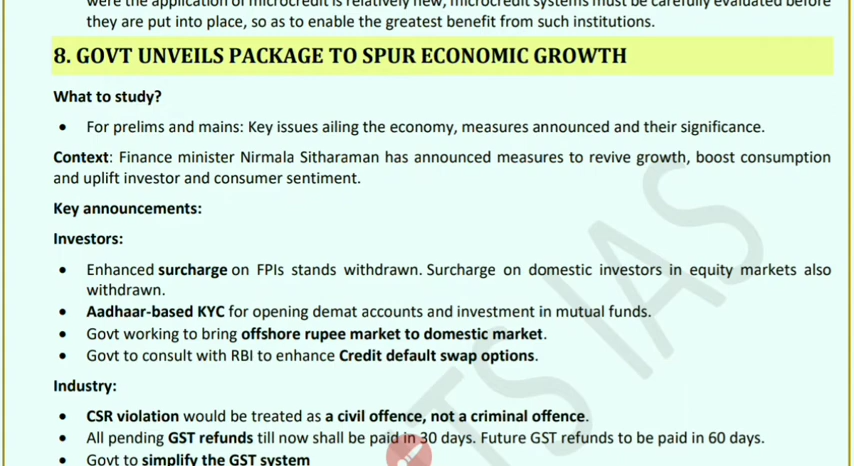 were the application of microcredit is relatively new, microcredit systems must be carefully evaluated before
they are put into place, so as to enable the greatest benefit from such institutions.
8. GOVT UNVEILS PACKAGE TO SPUR ECONOMIC GROWTH
What to study?
• For prelims and mains: Key issues ailing the economy, measures announced and their significance.
Context: Finance minister Nirmala Sitharaman has announced measures to revive growth, boost consumption
and uplift investor and consumer sentiment.
Key announcements:
Investors:
• Enhanced surcharge on FPIs stands withdrawn. Surcharge on domestic investors in equity markets also
withdrawn.
• Aadhaar-based KYC for opening demat accounts and investment in mutual funds.
• Govt working to bring offshore rupee market to domestic market.
• Govt to consult with RBI to enhance Credit default swap options.
Industry:
• CSR violation would be treated as a civil offence, not a criminal offence.
• All pending GST refunds till now shall be paid in 30 days. Future GST refunds to be paid in 60 days.
• Govt to simplify the GST system
TS IAS